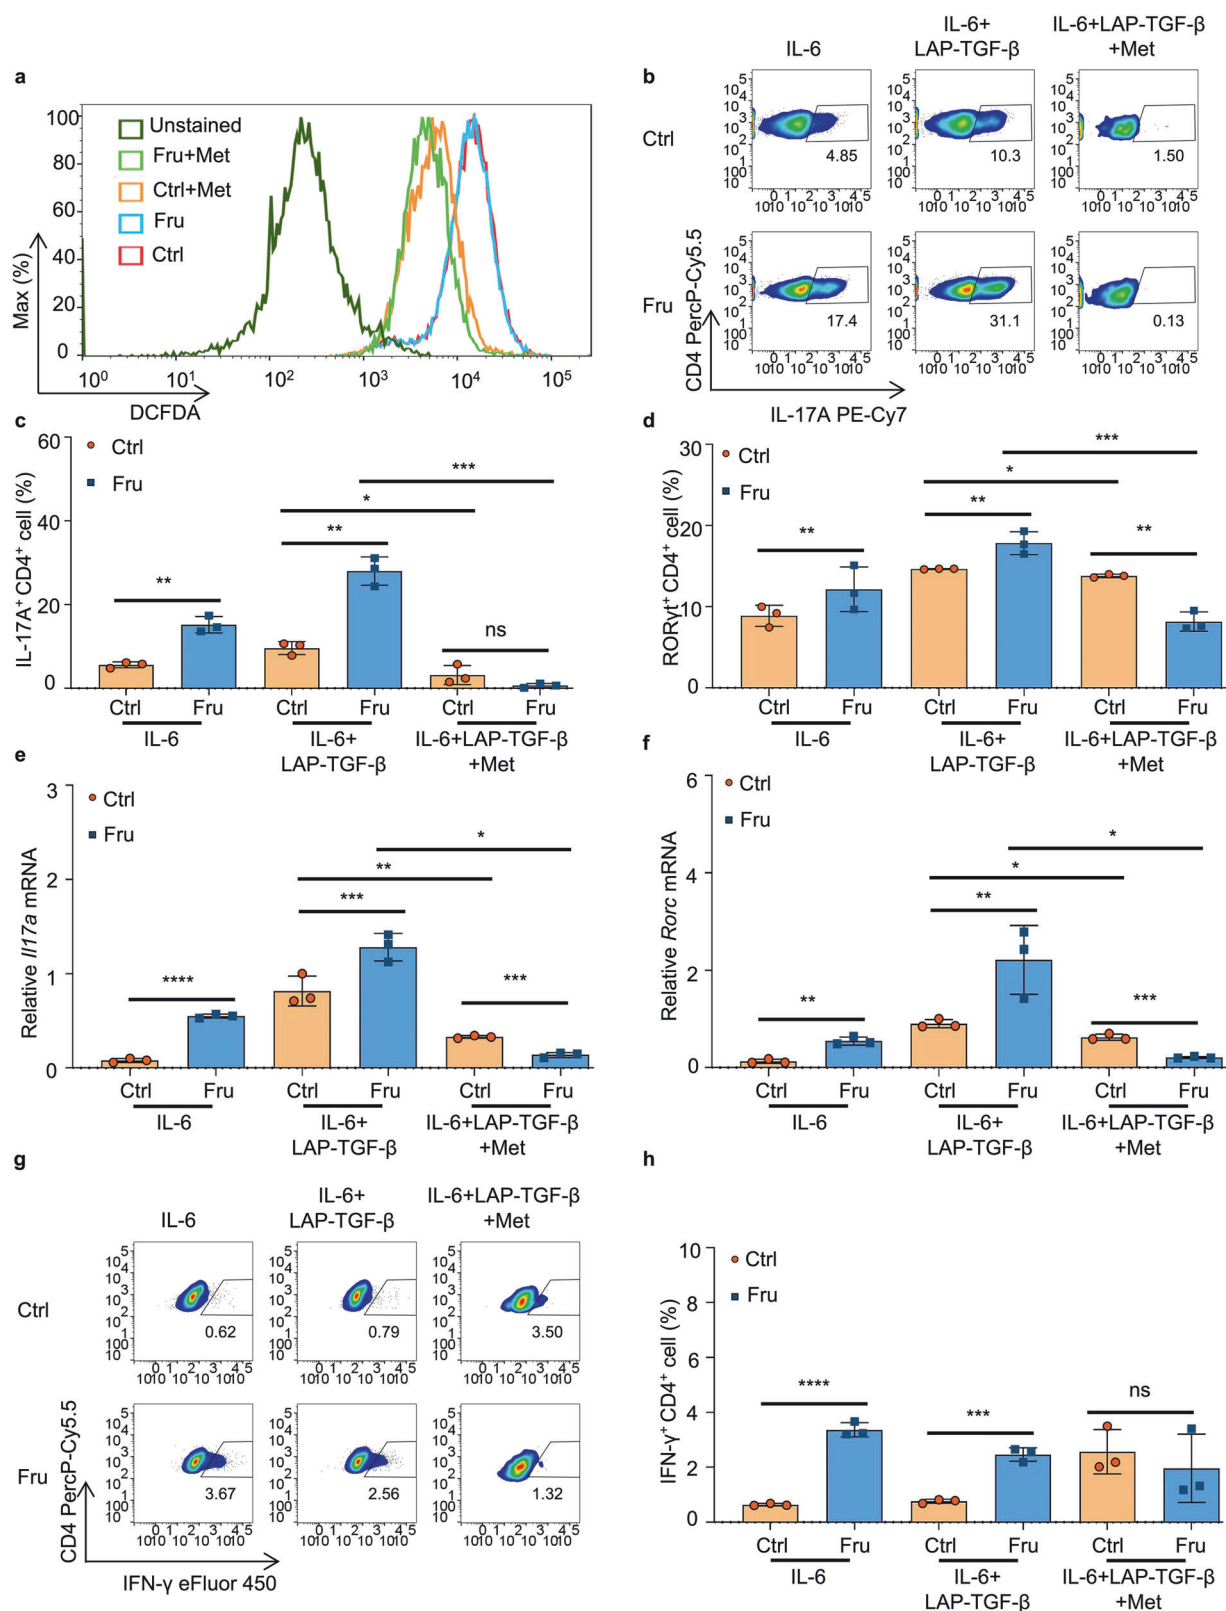 a
100
80
60
40
20
0
Max (%)
Unstained
Fru+Met
Ctrl+Met
Fru
Ctrl
10⁰
10¹
10²
10³
10⁴
10⁵
DCFDA
b
IL-6
IL-6+
LAP-TGF-β
IL-6+LAP-TGF-β
+Met
Ctrl
4.85
10.3
1.50
Fru
17.4
31.1
0.13
CD4 PercP-Cy5.5
IL-17A PE-Cy7
c
60
40
20
0
IL-17A⁺ CD4⁺ cell (%)
Ctrl
Fru
**
**
*
***
ns
Ctrl Fru Ctrl Fru Ctrl Fru
IL-6
IL-6+
LAP-TGF-β
IL-6+LAP-TGF-β
+Met
d
30
20
10
0
RORγt⁺ CD4⁺ cell (%)
Ctrl
Fru
**
**
*
***
**
Ctrl Fru Ctrl Fru Ctrl Fru
IL-6
IL-6+
LAP-TGF-β
IL-6+LAP-TGF-β
+Met
e
3
2
1
0
Relative Il17a mRNA
Ctrl
Fru
****
***
**
*
***
Ctrl Fru Ctrl Fru Ctrl Fru
IL-6
IL-6+
LAP-TGF-β
IL-6+LAP-TGF-β
+Met
f
6
4
2
0
Relative Rorc mRNA
Ctrl
Fru
**
**
*
*
***
Ctrl Fru Ctrl Fru Ctrl Fru
IL-6
IL-6+
LAP-TGF-β
IL-6+LAP-TGF-β
+Met
g
IL-6
IL-6+
LAP-TGF-β
IL-6+LAP-TGF-β
+Met
Ctrl
0.62
0.79
3.50
Fru
3.67
2.56
1.32
CD4 PercP-Cy5.5
IFN-γ eFluor 450
h
10
8
6
4
2
0
IFN-γ⁺ CD4⁺ cell (%)
Ctrl
Fru
****
***
ns
Ctrl Fru Ctrl Fru Ctrl Fru
IL-6
IL-6+
LAP-TGF-β
IL-6+LAP-TGF-β
+Met